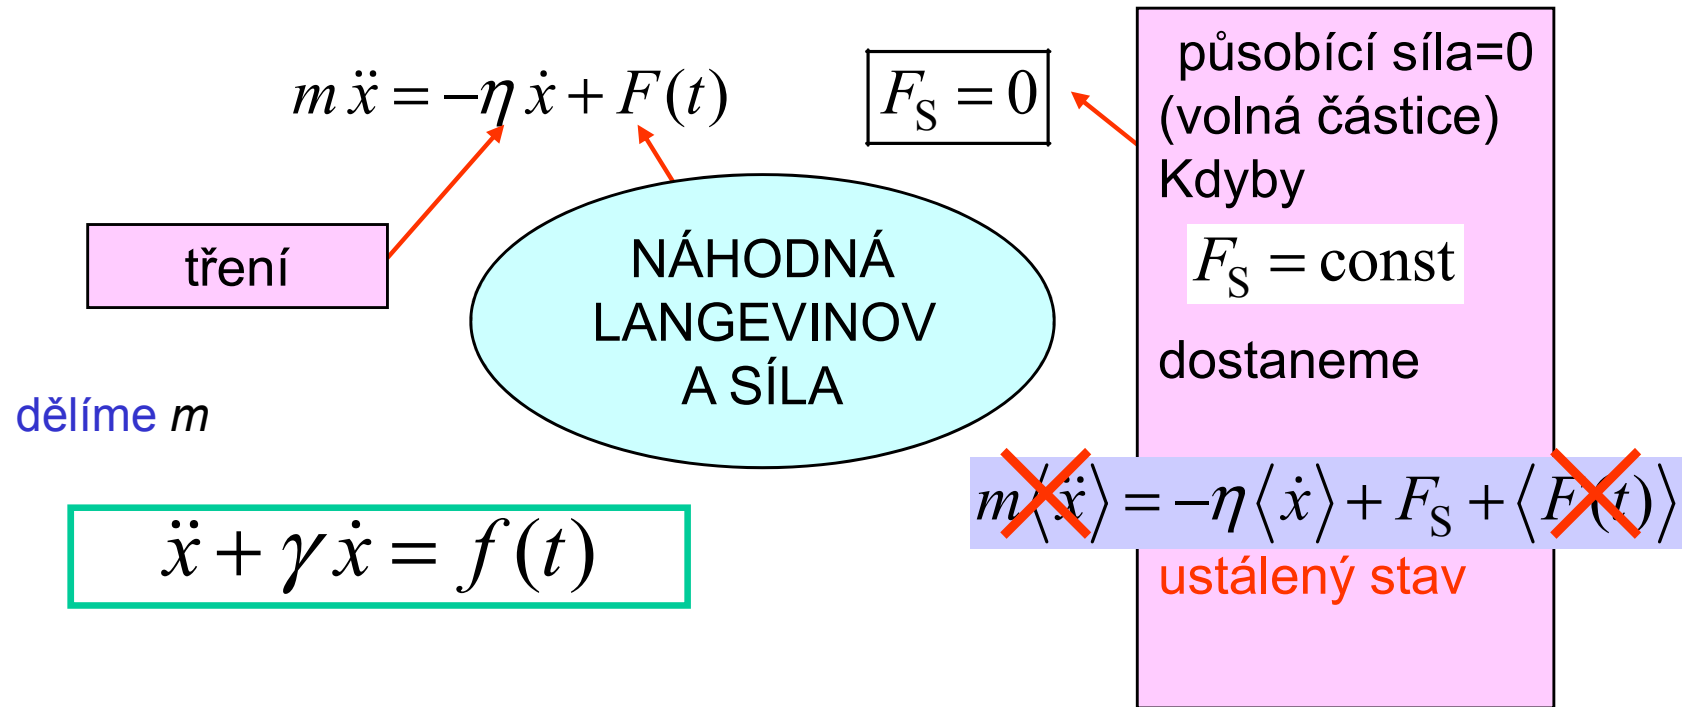 m ẍ = −η ẋ + F(t)
F_S = 0
tření
NÁHODNÁ
LANGEVINOV
A SÍLA
dělíme m
ẍ + γ ẋ = f(t)
působící síla=0
(volná částice)
Kdyby
F_S = const
dostaneme
m⟨ẍ⟩ = −η⟨ẋ⟩ + F_S + ⟨F(t)⟩
ustálený stav